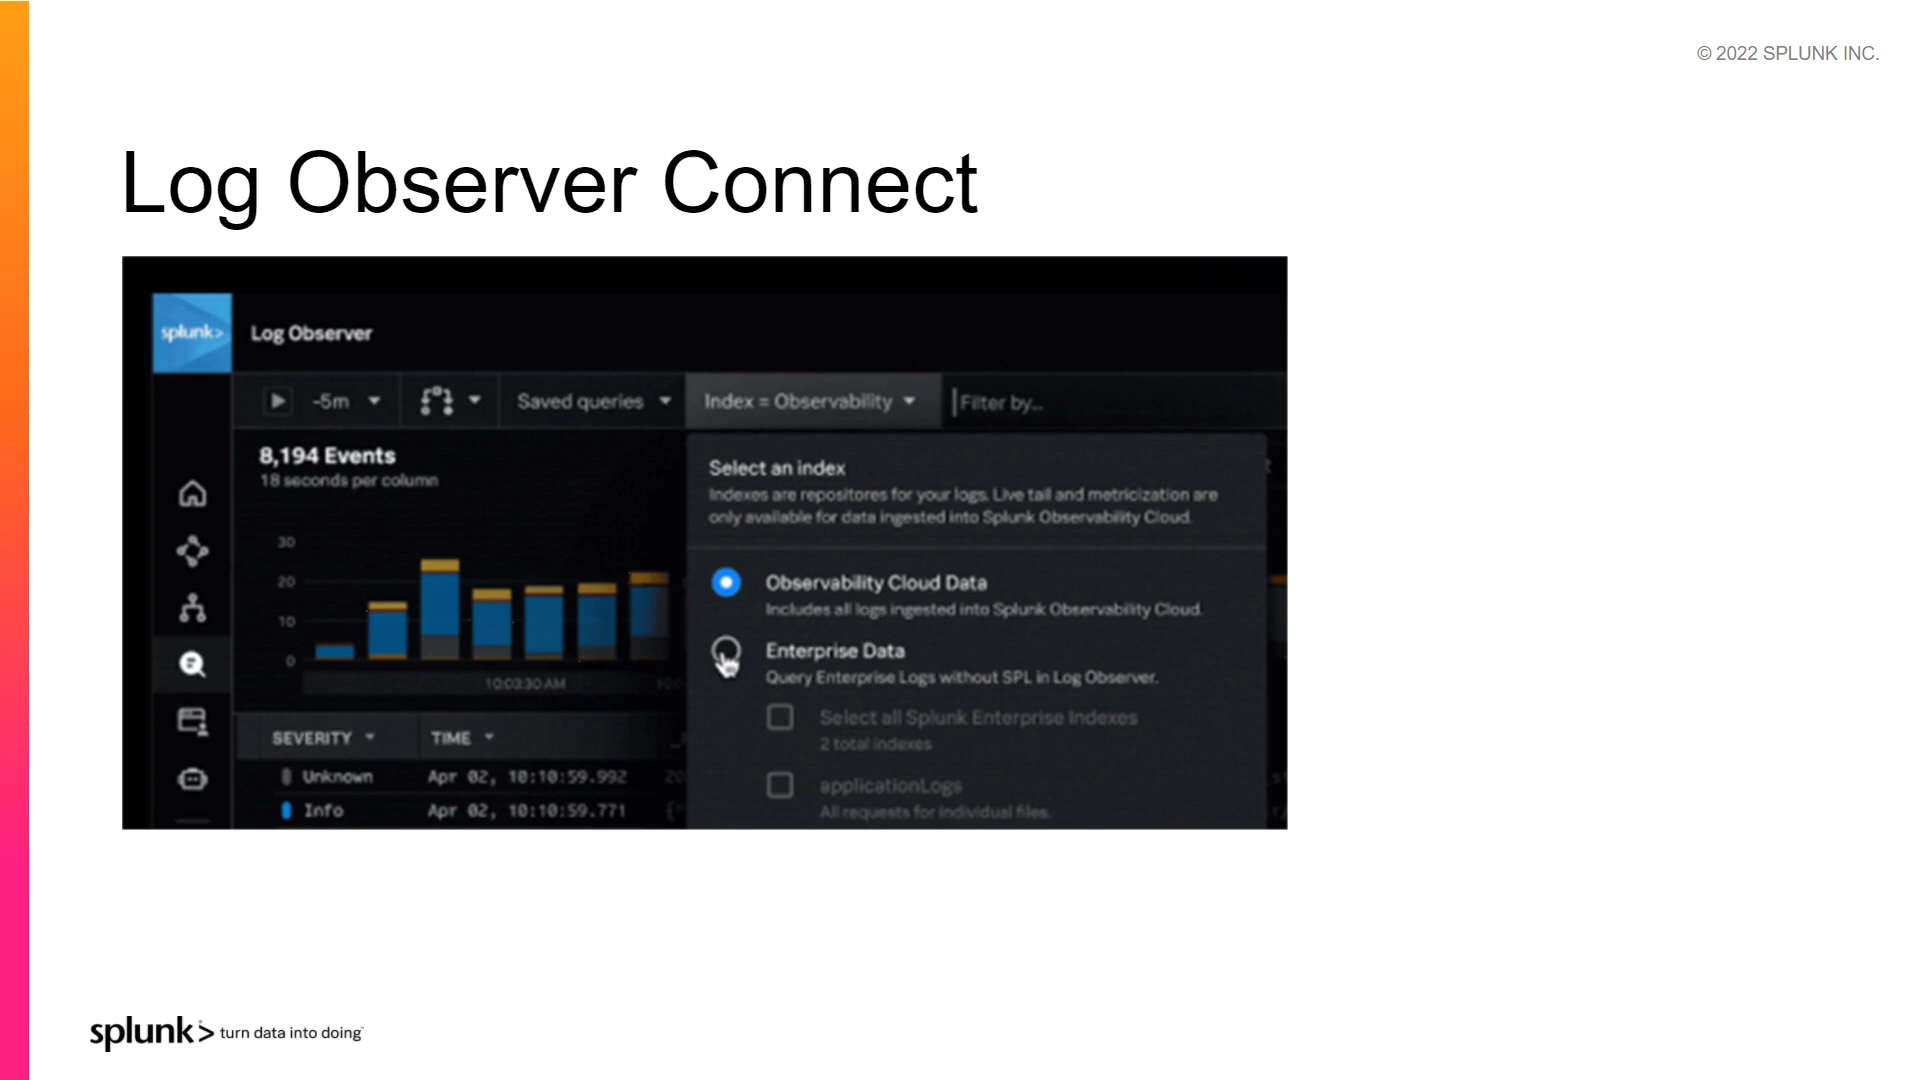 © 2022 SPLUNK INC.
Log Observer Connect
splunk>
Log Observer
-5m
Saved queries
Index = Observability
Filter by...
8,194 Events
18 seconds per column
Select an index
Indexes are repositores for your logs. Live tail and metricization are
only available for data ingested into Splunk Observability Cloud.
30
20
10
0
10:03:30 AM
Observability Cloud Data
Includes all logs ingested into Splunk Observability Cloud.
Enterprise Data
Query Enterprise Logs without SPL in Log Observer.
Select all Splunk Enterprise Indexes
2 total indexes
applicationLogs
All requests for individual files.
SEVERITY
TIME
Unknown
Apr 02, 10:10:59.992
Info
Apr 02, 10:10:59.771
splunk> turn data into doing